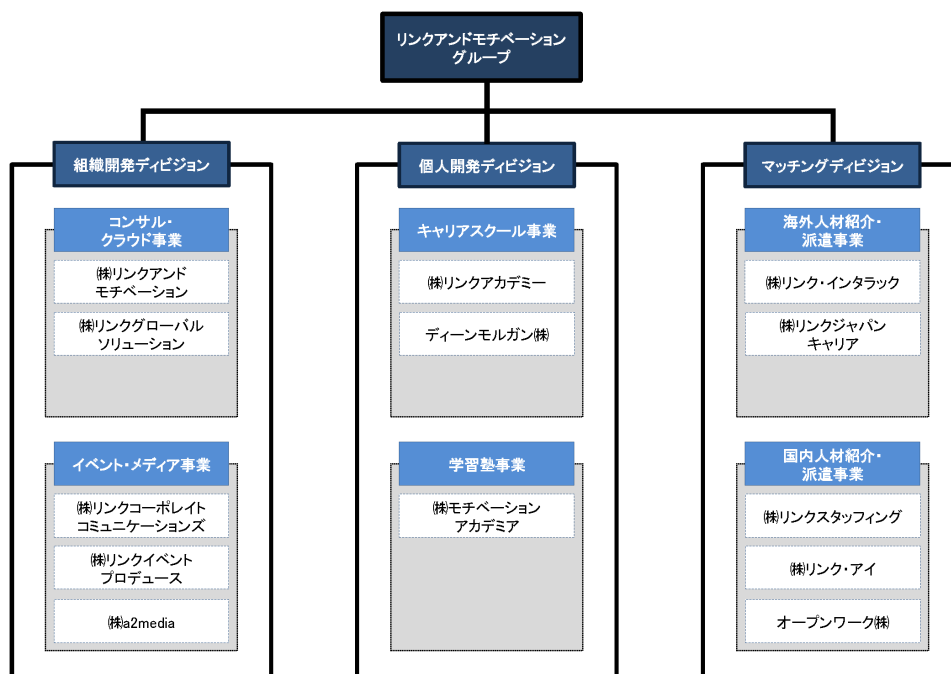 リンクアンドモチベーション
グループ
組織開発ディビジョン
コンサル・
クラウド事業
㈱リンクアンド
モチベーション
㈱リンクグローバル
ソリューション
イベント・メディア事業
㈱リンクコーポレイト
コミュニケーションズ
㈱リンクイベント
プロデュース
㈱a2media
個人開発ディビジョン
キャリアスクール事業
㈱リンクアカデミー
ディーンモルガン㈱
学習塾事業
㈱モチベーション
アカデミア
マッチングディビジョン
海外人材紹介・
派遣事業
㈱リンク・インタラック
㈱リンクジャパン
キャリア
国内人材紹介・
派遣事業
㈱リンクスタッフィング
㈱リンク・アイ
オープンワーク㈱